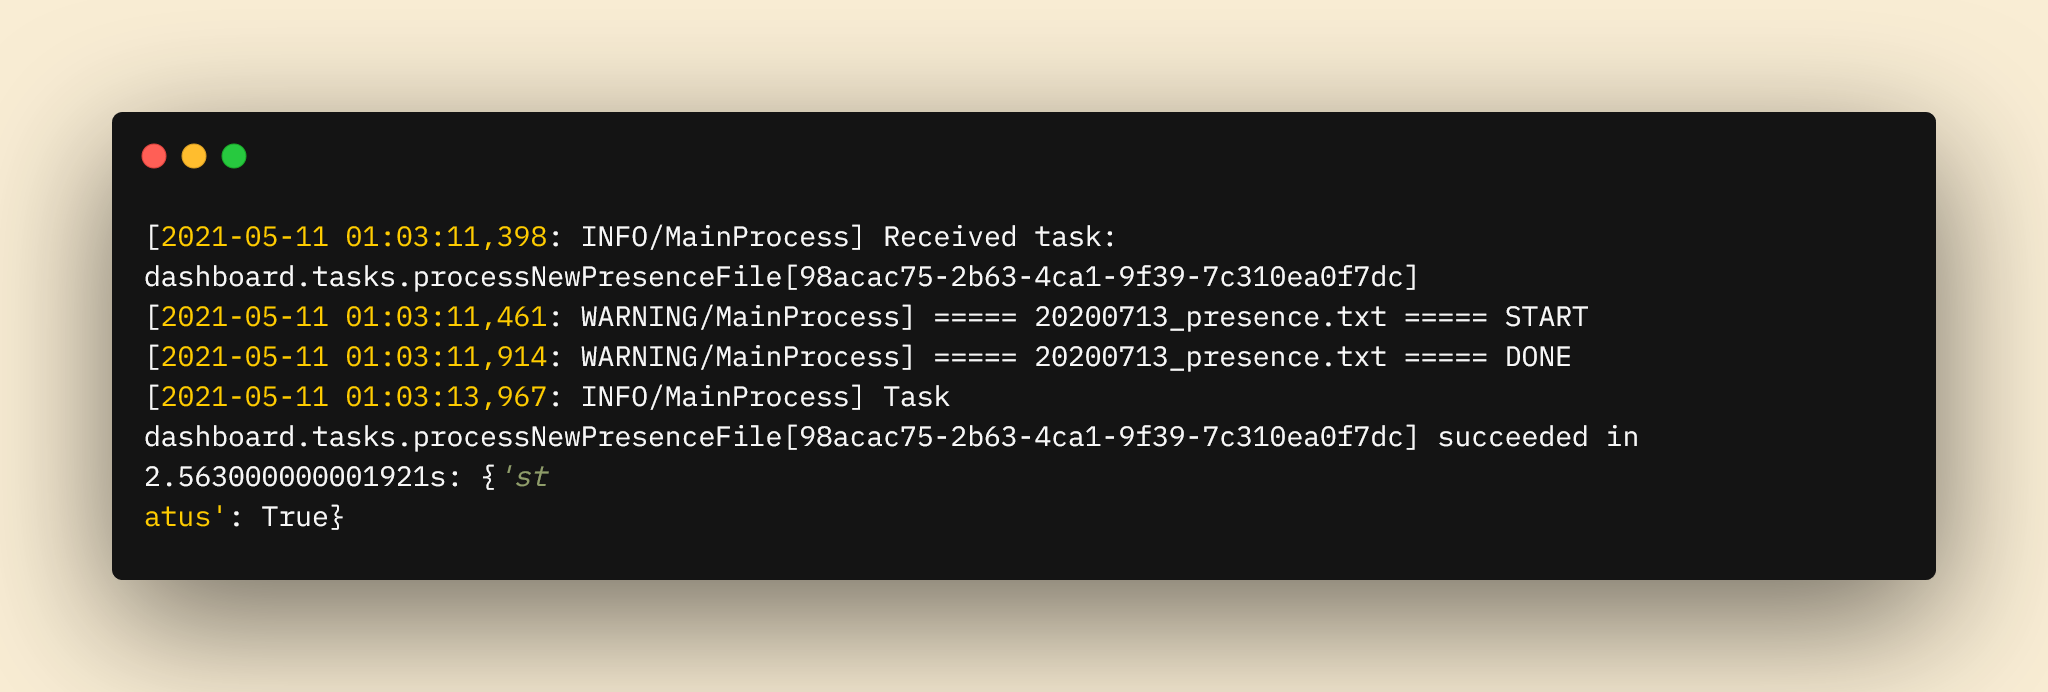 [2021-05-11 01:03:11,398: INFO/MainProcess] Received task:
dashboard.tasks.processNewPresenceFile[98acac75-2b63-4ca1-9f39-7c310ea0f7dc]
[2021-05-11 01:03:11,461: WARNING/MainProcess] ===== 20200713_presence.txt ===== START
[2021-05-11 01:03:11,914: WARNING/MainProcess] ===== 20200713_presence.txt ===== DONE
[2021-05-11 01:03:13,967: INFO/MainProcess] Task
dashboard.tasks.processNewPresenceFile[98acac75-2b63-4ca1-9f39-7c310ea0f7dc] succeeded in
2.563000000001921s: {'st
atus': True}